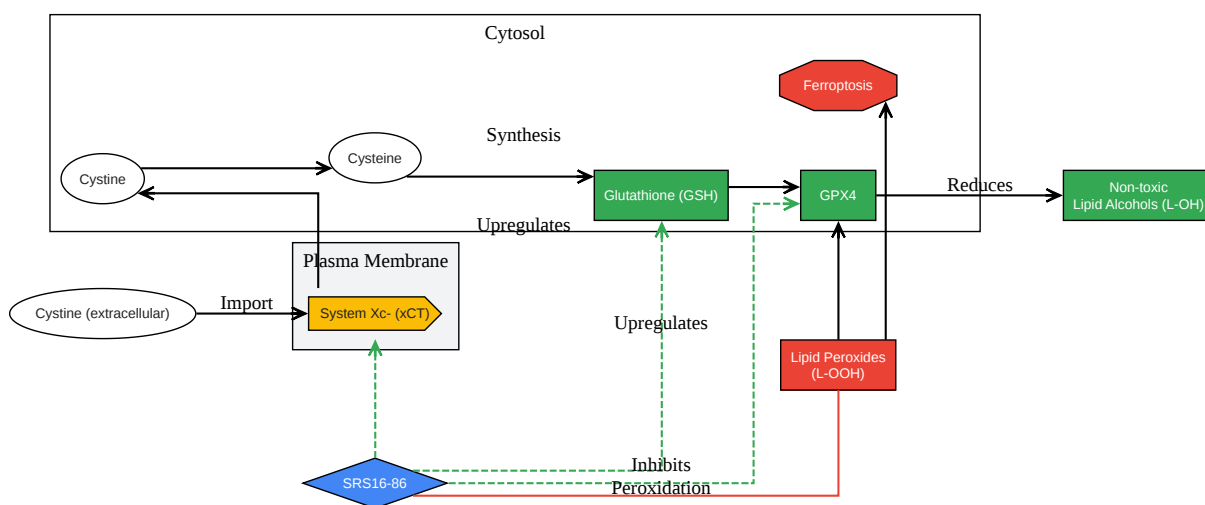 Cytosol
Ferroptosis
Synthesis
Cysteine
Cystine
Glutathione (GSH)
GPX4
Reduces
Non-toxic
Lipid Alcohols (L-OH)
Upregulates
Plasma Membrane
Cystine (extracellular)
Import
System Xc- (xCT)
Upregulates
Lipid Peroxides
(L-OOH)
SRS16-86
Inhibits
Peroxidation